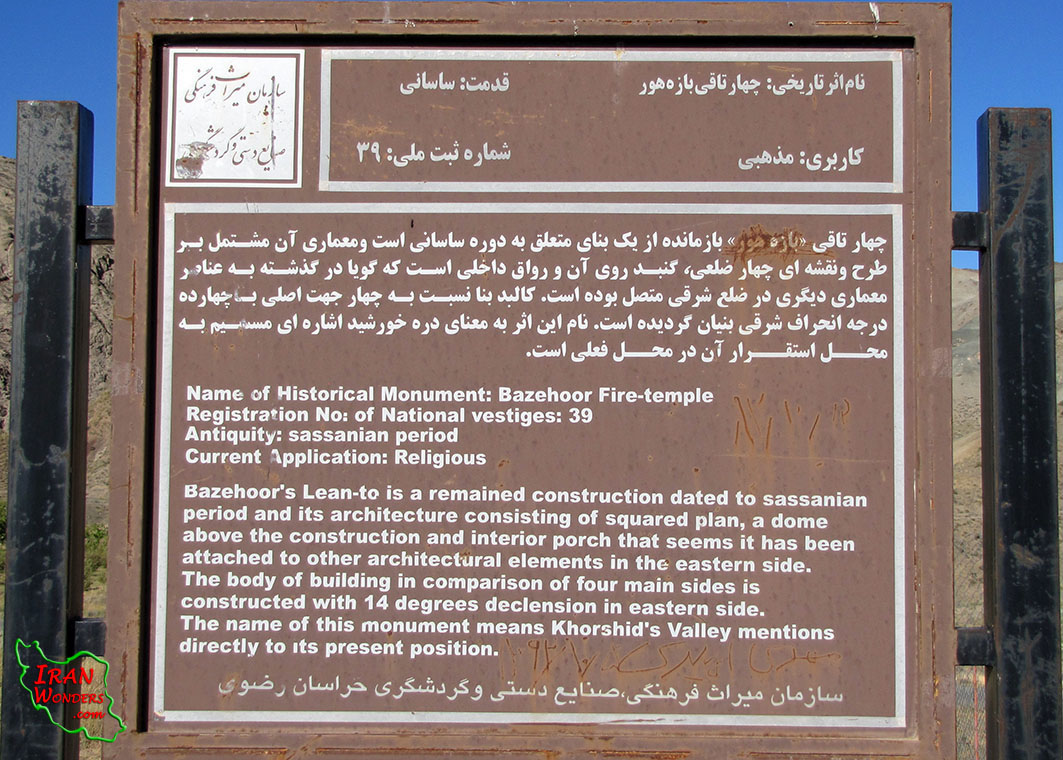 سازمان میراث فرهنگی
صنایع دستی و گردشگری
نام اثر تاریخی: چهار تاقی بازه هور
قدمت: ساسانی
کاربری: مذهبی
شماره ثبت ملی: ۳۹
چهار تاقی «بازه هور» بازمانده از یک بنای متعلق به دوره ساسانی است ومعماری آن مشتمل بر
طرح ونقشه ای چهار ضلعی، گنبد روی آن و رواق داخلی است که گویا در گذشته به عناصر
معماری دیگری در ضلع شرقی متصل بوده است. کالبد بنا نسبت به چهار جهت اصلی با چهارده
درجه انحراف شرقی بنیان گردیده است. نام این اثر به معنای دره خورشید اشاره ای مستقیم به
محل استقرار آن در محل فعلی است.
Name of Historical Monument: Bazehoor Fire-temple
Registration No: of National vestiges: 39
Antiquity: sassanian period
Current Application: Religious
Bazehoor's Lean-to is a remained construction dated to sassanian
period and its architecture consisting of squared plan, a dome
above the construction and interior porch that seems it has been
attached to other architectural elements in the eastern side.
The body of building in comparison of four main sides is
constructed with 14 degrees declension in eastern side.
The name of this monument means Khorshid's Valley mentions
directly to its present position.
سازمان میراث فرهنگی،صنایع دستی وگردشگری خراسان رضوی
IRAN
WONDERS
.com